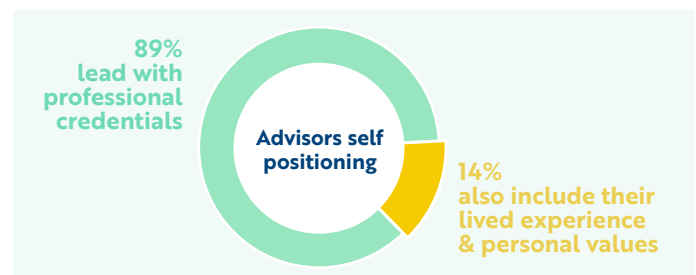 89%
lead with
professional
credentials
Advisors self
positioning
14%
also include their
lived experience
& personal values